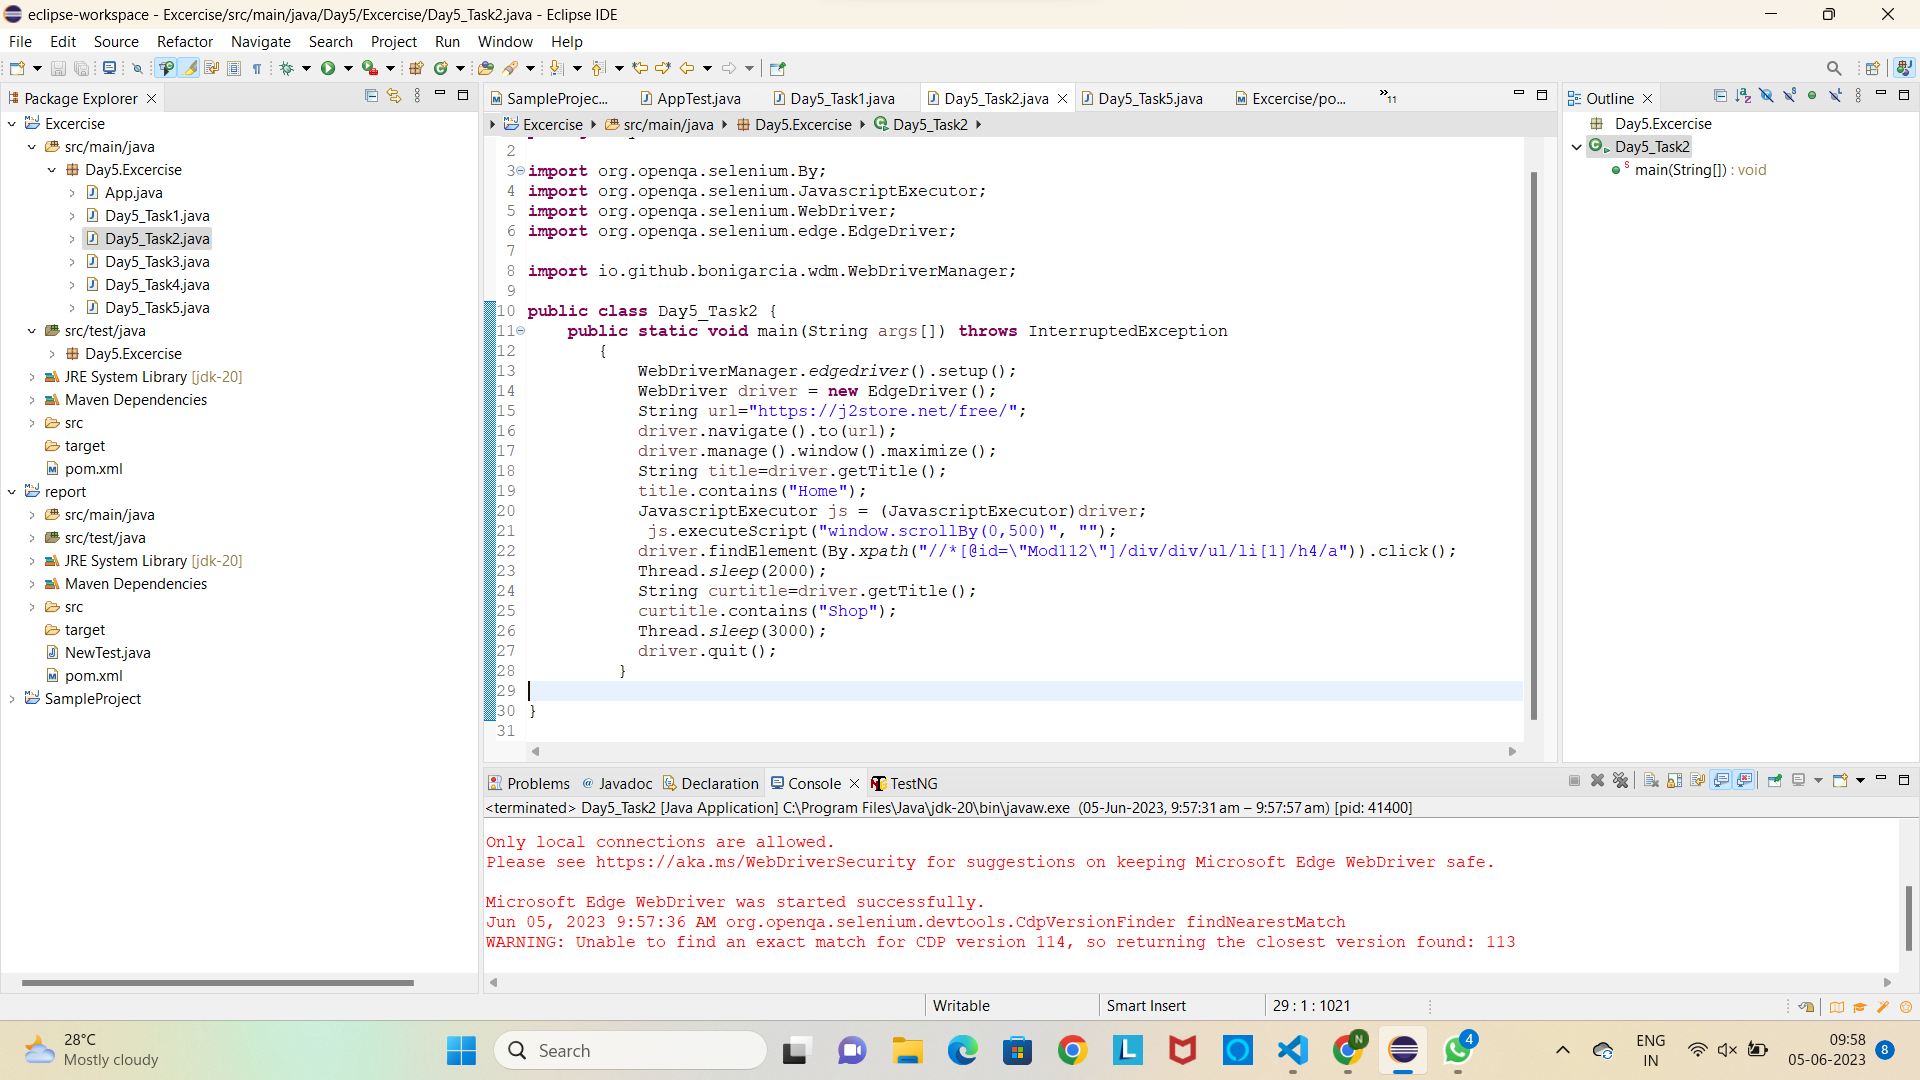 eclipse-workspace - Excercise/src/main/java/Day5/Excercise/Day5_Task2.java - Eclipse IDE
File Edit Source Refactor Navigate Search Project Run Window Help
Package Explorer
Excercise
src/main/java
Day5.Excercise
App.java
Day5_Task1.java
Day5_Task2.java
Day5_Task3.java
Day5_Task4.java
Day5_Task5.java
src/test/java
Day5.Excercise
JRE System Library [jdk-20]
Maven Dependencies
src
target
pom.xml
report
src/main/java
src/test/java
JRE System Library [jdk-20]
Maven Dependencies
src
target
NewTest.java
pom.xml
SampleProject
SampleProjec... AppTest.java Day5_Task1.java Day5_Task2.java Day5_Task5.java Excercise/po... »11
Excercise src/main/java Day5.Excercise Day5_Task2
2
3 import org.openqa.selenium.By;
4 import org.openqa.selenium.JavascriptExecutor;
5 import org.openqa.selenium.WebDriver;
6 import org.openqa.selenium.edge.EdgeDriver;
7
8 import io.github.bonigarcia.wdm.WebDriverManager;
9
10 public class Day5_Task2 {
11 public static void main(String args[]) throws InterruptedException
12 {
13 WebDriverManager.edgedriver().setup();
14 WebDriver driver = new EdgeDriver();
15 String url="https://j2store.net/free/";
16 driver.navigate().to(url);
17 driver.manage().window().maximize();
18 String title=driver.getTitle();
19 title.contains("Home");
20 JavascriptExecutor js = (JavascriptExecutor)driver;
21 js.executeScript("window.scrollBy(0,500)", "");
22 driver.findElement(By.xpath("//*[@id=\"Mod112\"]/div/div/ul/li[1]/h4/a")).click();
23 Thread.sleep(2000);
24 String curtitle=driver.getTitle();
25 curtitle.contains("Shop");
26 Thread.sleep(3000);
27 driver.quit();
28 }
29
30 }
31
Outline
Day5.Excercise
Day5_Task2
main(String[]) : void
Problems Javadoc Declaration Console TestNG
<terminated> Day5_Task2 [Java Application] C:\Program Files\Java\jdk-20\bin\javaw.exe (05-Jun-2023, 9:57:31 am – 9:57:57 am) [pid: 41400]
Only local connections are allowed.
Please see https://aka.ms/WebDriverSecurity for suggestions on keeping Microsoft Edge WebDriver safe.
Microsoft Edge WebDriver was started successfully.
Jun 05, 2023 9:57:36 AM org.openqa.selenium.devtools.CdpVersionFinder findNearestMatch
WARNING: Unable to find an exact match for CDP version 114, so returning the closest version found: 113
Writable Smart Insert 29 : 1 : 1021
28°C
Mostly cloudy
Search
N
4
ENG
IN
09:58
05-06-2023
8